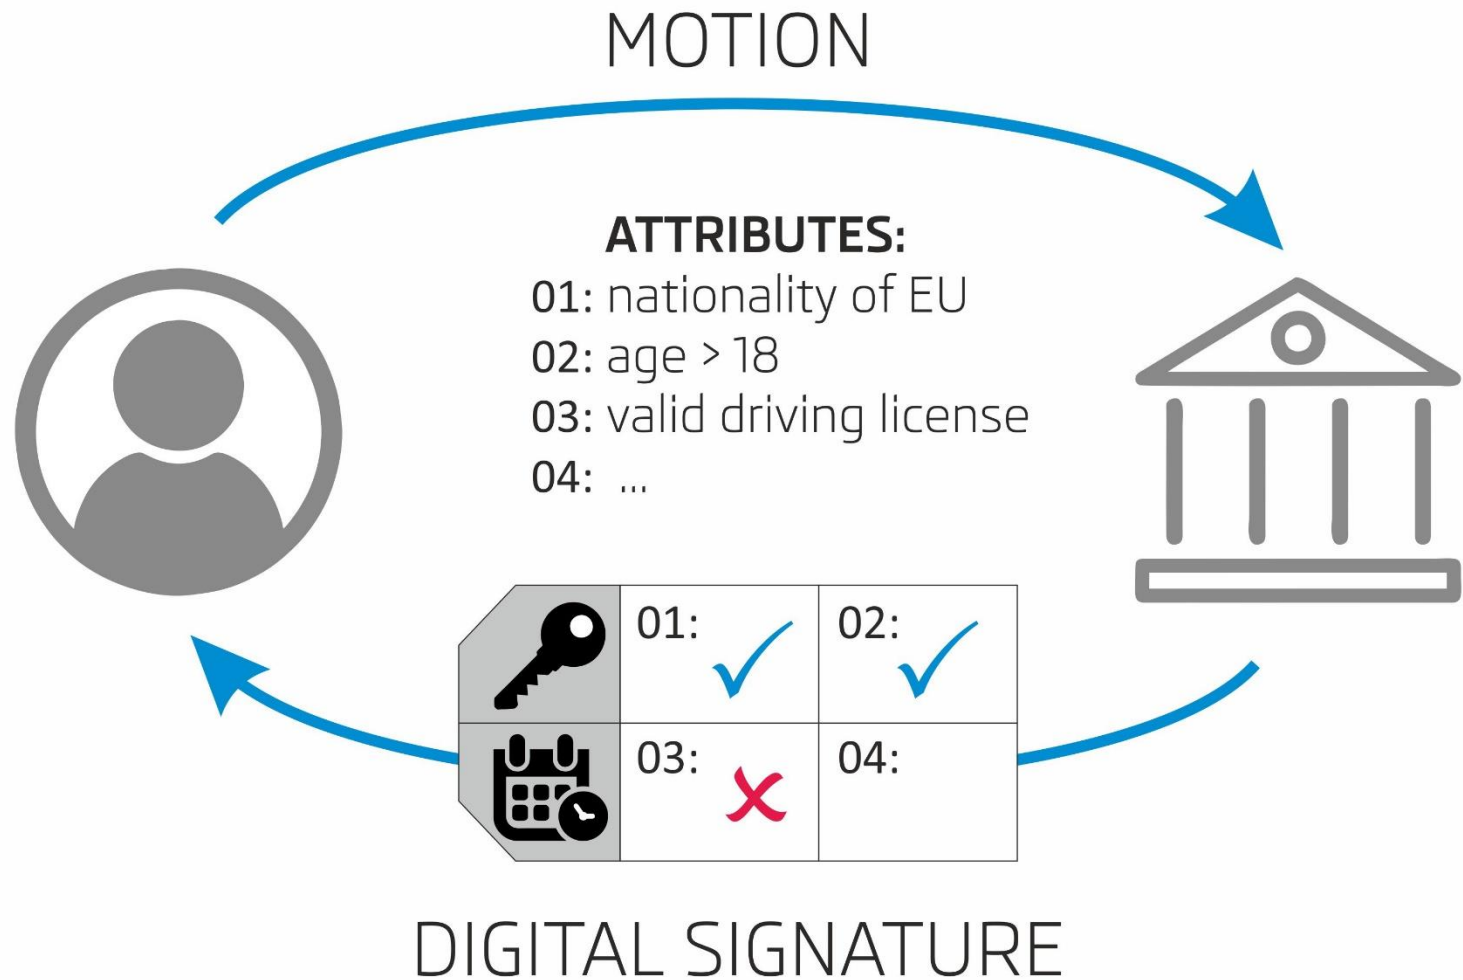 MOTION
ATTRIBUTES:
01: nationality of EU
02: age > 18
03: valid driving license
04: ...
01:
02:
03:
04:
DIGITAL SIGNATURE